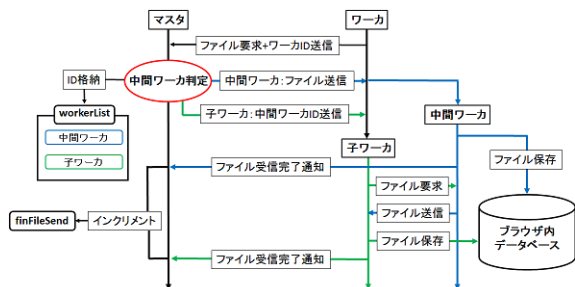 マスタ
ワーカ
ファイル要求+ワーカID送信
ID格納
中間ワーカ判定
中間ワーカ:ファイル送信
workerList
中間ワーカ
子ワーカ
子ワーカ:中間ワーカID送信
中間ワーカ
子ワーカ
ファイル保存
ファイル受信完了通知
ファイル要求
finFileSend
インクリメント
ファイル送信
ブラウザ内
データベース
ファイル保存
ファイル受信完了通知